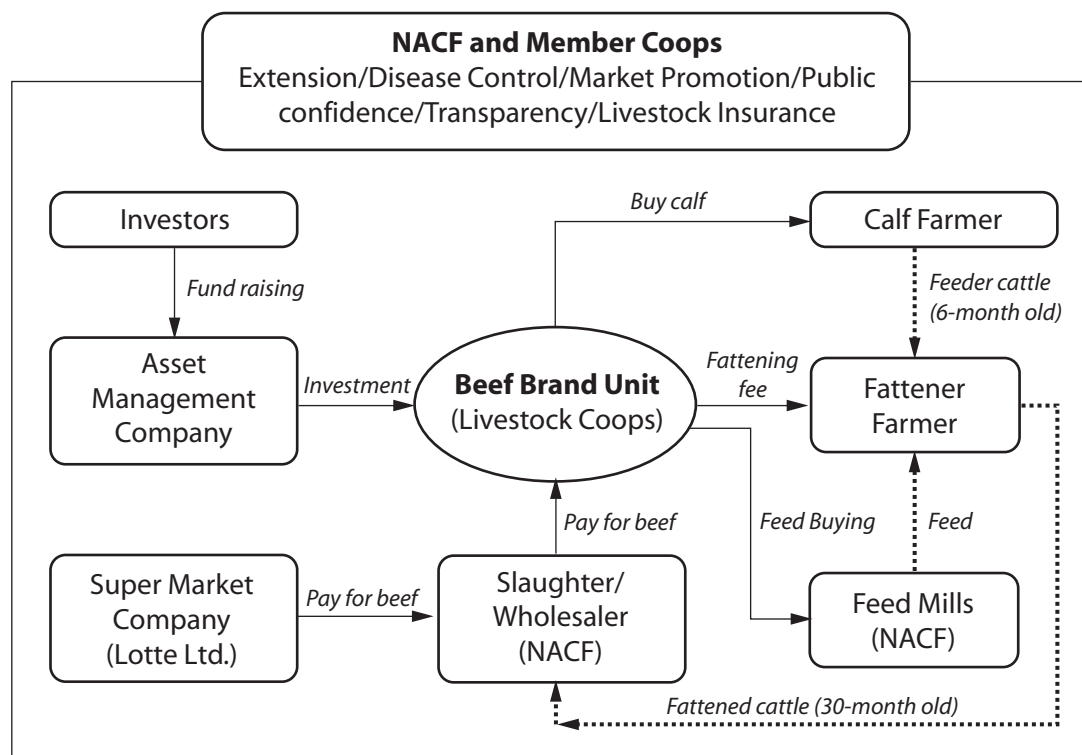 NACF and Member Coops
Extension/Disease Control/Market Promotion/Public
confidence/Transparency/Livestock Insurance
Investors
Buy calf
Calf Farmer
Fund raising
Feeder cattle
(6-month old)
Asset
Management
Company
Investment
Beef Brand Unit
(Livestock Coops)
Fattening
fee
Fattener
Farmer
Pay for beef
Feed Buying
Feed
Super Market
Company
(Lotte Ltd.)
Pay for beef
Slaughter/
Wholesaler
(NACF)
Feed Mills
(NACF)
Fattened cattle (30-month old)